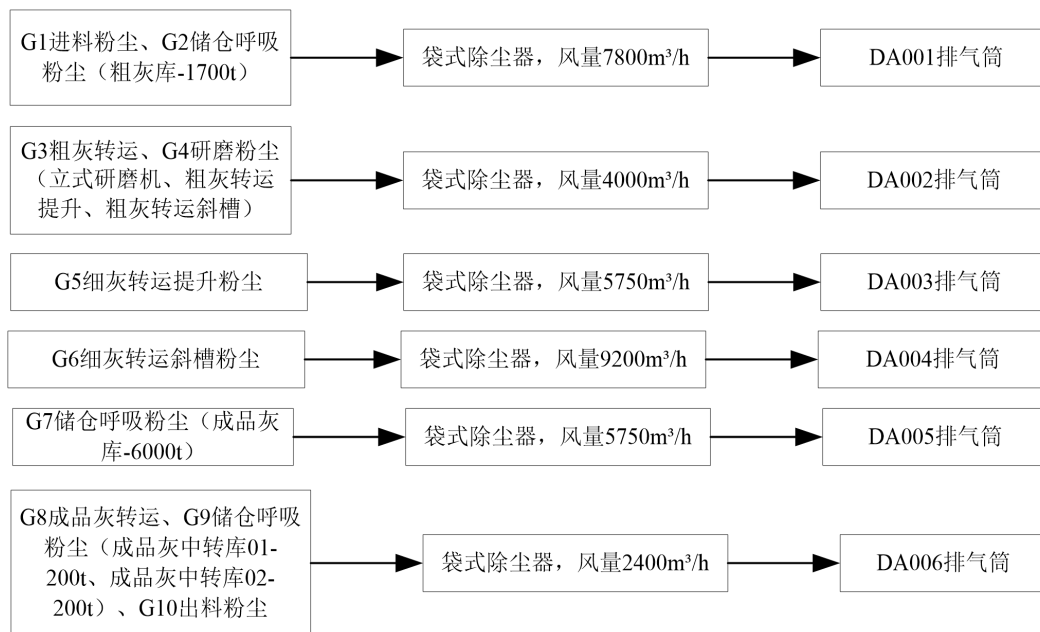 G1进料粉尘、G2储仓呼吸
粉尘（粗灰库-1700t）
袋式除尘器，风量7800m³/h
DA001排气筒
G3粗灰转运、G4研磨粉尘
（立式研磨机、粗灰转运
提升、粗灰转运斜槽）
袋式除尘器，风量4000m³/h
DA002排气筒
G5细灰转运提升粉尘
袋式除尘器，风量5750m³/h
DA003排气筒
G6细灰转运斜槽粉尘
袋式除尘器，风量9200m³/h
DA004排气筒
G7储仓呼吸粉尘（成品灰
库-6000t）
袋式除尘器，风量5750m³/h
DA005排气筒
G8成品灰转运、G9储仓呼吸
粉尘（成品灰中转库01-
200t、成品灰中转库02-
200t）、G10出料粉尘
袋式除尘器，风量2400m³/h
DA006排气筒